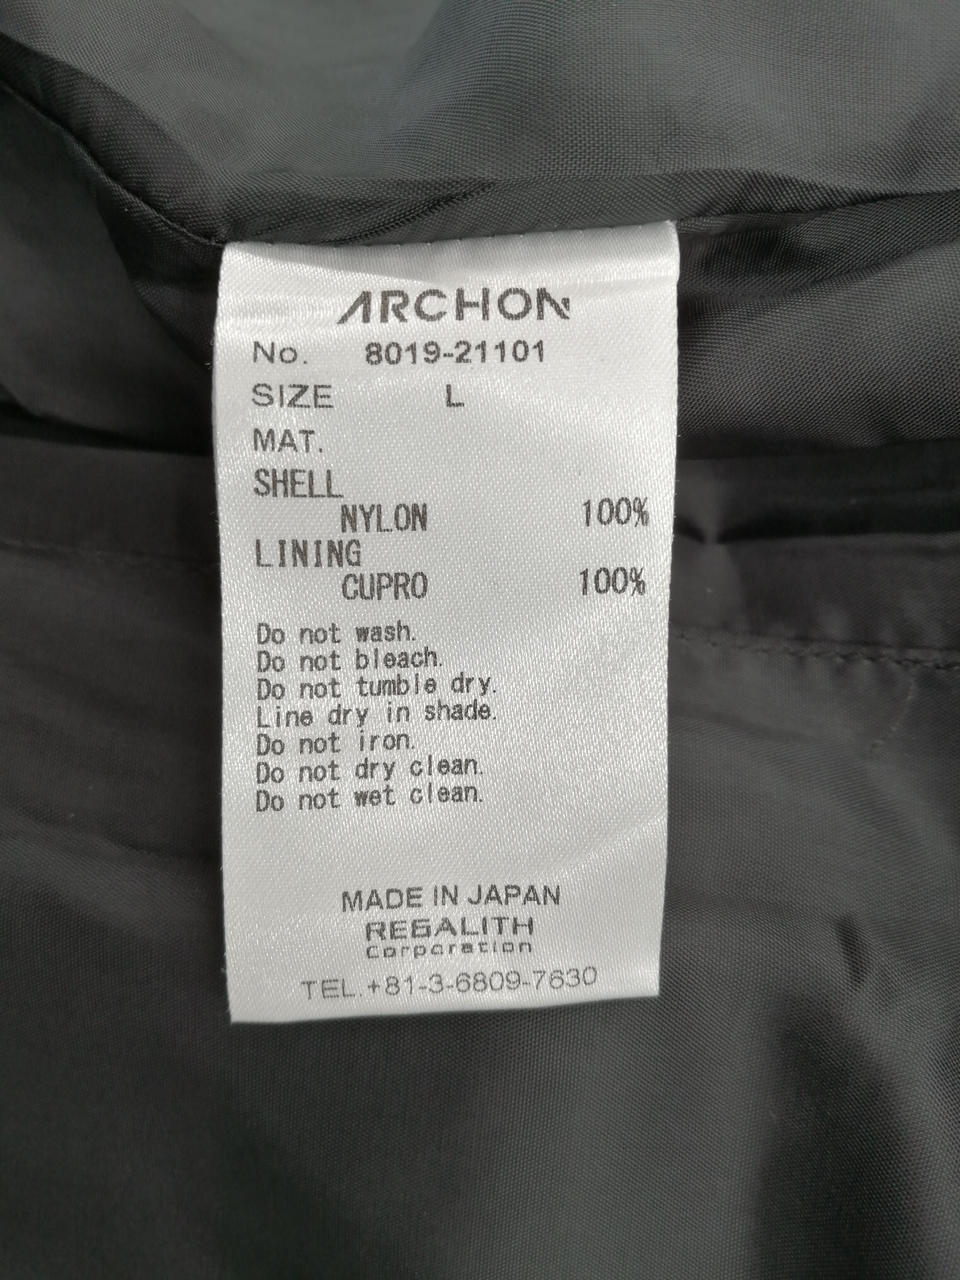 ARCHON
No. 8019-21101
SIZE L
MAT.
SHELL
NYLON 100%
LINING
CUPRO 100%
Do not wash.
Do not bleach.
Do not tumble dry.
Line dry in shade.
Do not iron.
Do not dry clean.
Do not wet clean.
MADE IN JAPAN
REGALITH
Corporation
TEL.+81-3-6809-7630